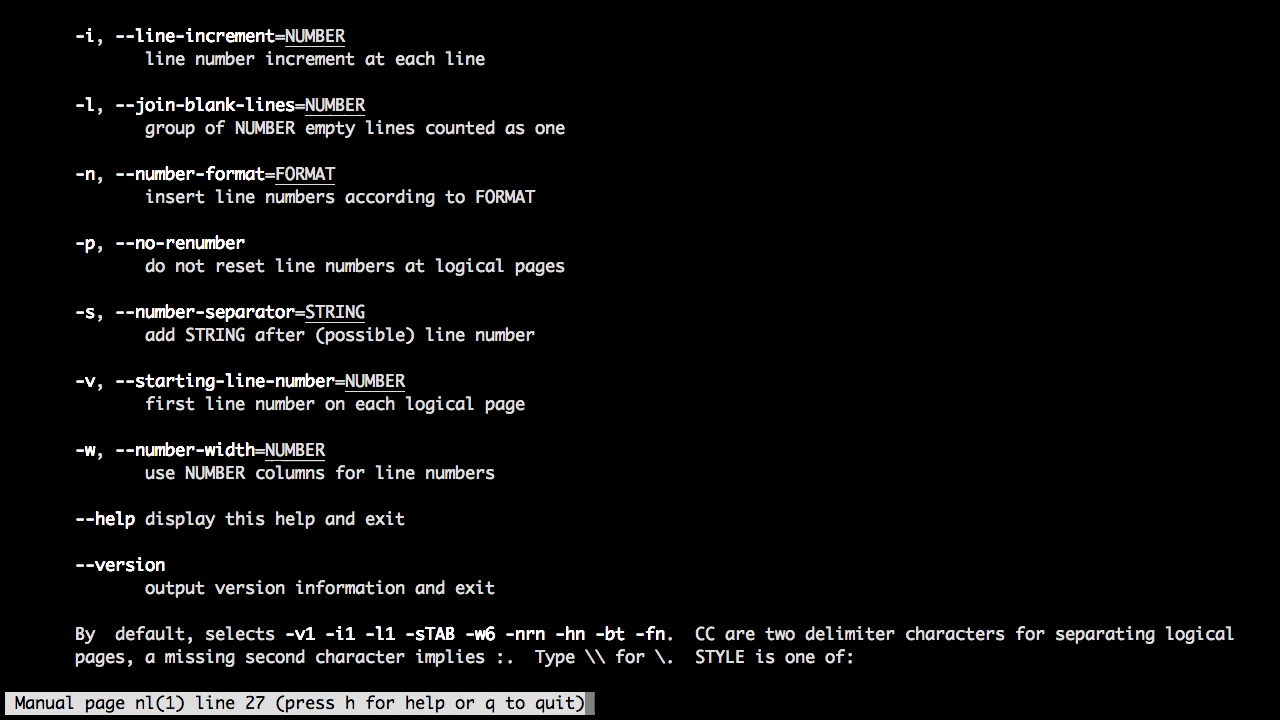 -i, --line-increment=NUMBER
line number increment at each line
-l, --join-blank-lines=NUMBER
group of NUMBER empty lines counted as one
-n, --number-format=FORMAT
insert line numbers according to FORMAT
-p, --no-renumber
do not reset line numbers at logical pages
-s, --number-separator=STRING
add STRING after (possible) line number
-v, --starting-line-number=NUMBER
first line number on each logical page
-w, --number-width=NUMBER
use NUMBER columns for line numbers
--help display this help and exit
--version
output version information and exit
By  default, selects -v1 -i1 -l1 -sTAB -w6 -nrn -hn -bt -fn.  CC are two delimiter characters for separating logical
pages, a missing second character implies :.  Type \\ for \.  STYLE is one of:
Manual page nl(1) line 27 (press h for help or q to quit)